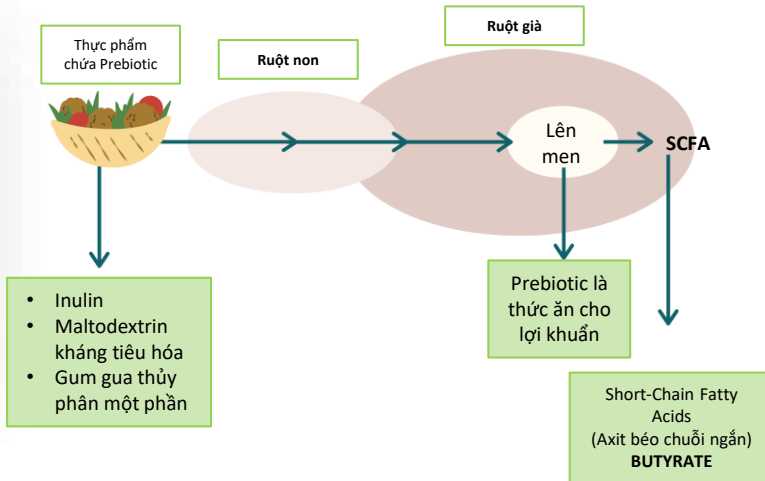 Thực phẩm
chứa Prebiotic
Ruột non
Ruột già
Lên
men
SCFA
• Inulin
• Maltodextrin
kháng tiêu hóa
• Gum gua thủy
phân một phần
Prebiotic là
thức ăn cho
lợi khuẩn
Short-Chain Fatty
Acids
(Axit béo chuỗi ngắn)
BUTYRATE